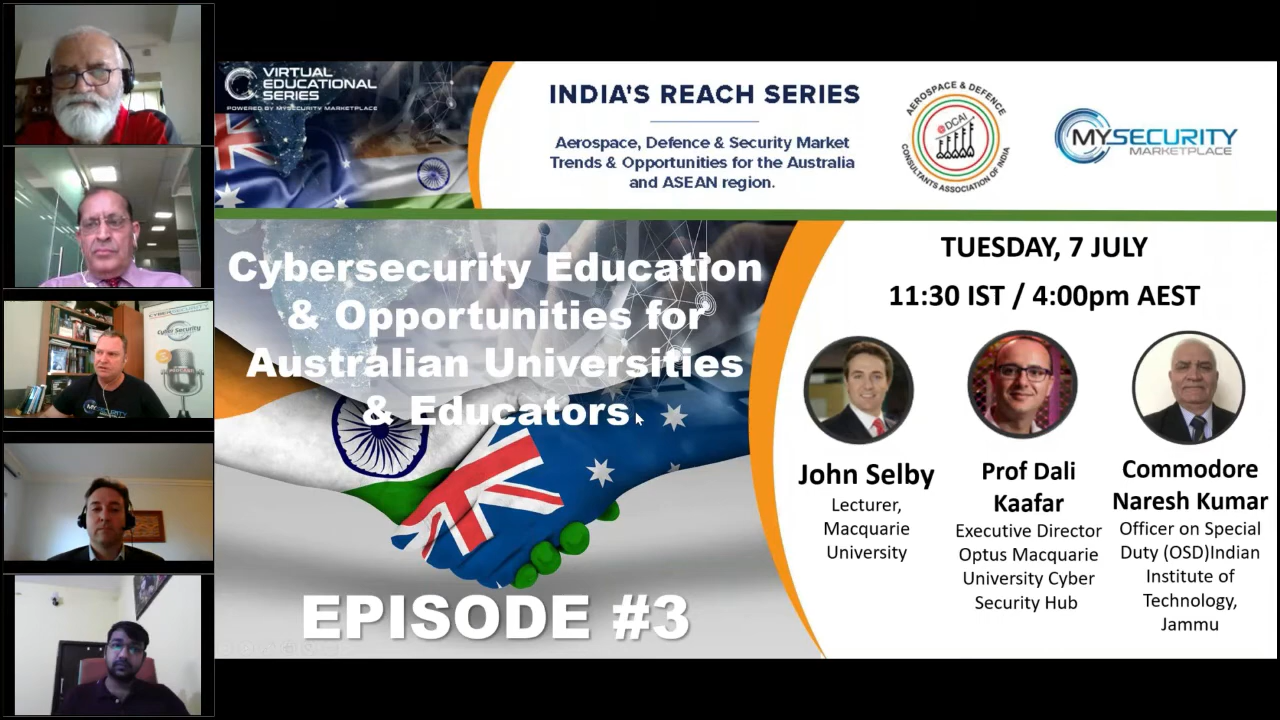 VIRTUAL
EDUCATIONAL
SERIES
POWERED BY MYSECURITY MARKETPLACE
INDIA'S REACH SERIES
Aerospace, Defence & Security Market
Trends & Opportunities for the Australia
and ASEAN region.
AEROSPACE & DEFENCE
CONSULTANTS ASSOCIATION OF INDIA
MYSECURITY
MARKETPLACE
Cybersecurity Education
& Opportunities for
Australian Universities
& Educators.
EPISODE #3
TUESDAY, 7 JULY
11:30 IST / 4:00pm AEST
John Selby
Lecturer,
Macquarie
University
Prof Dali
Kaafar
Executive Director
Optus Macquarie
University Cyber
Security Hub
Commodore
Naresh Kumar
Officer on Special
Duty (OSD)Indian
Institute of
Technology,
Jammu
Cyber Security
MYSECURITY